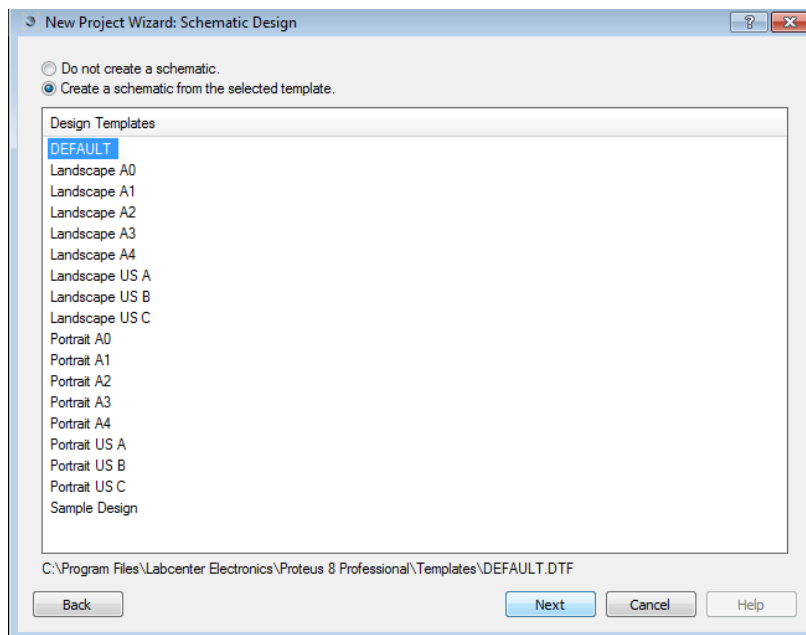 New Project Wizard: Schematic Design
Do not create a schematic.
Create a schematic from the selected template.
Design Templates
DEFAULT
Landscape A0
Landscape A1
Landscape A2
Landscape A3
Landscape A4
Landscape US A
Landscape US B
Landscape US C
Portrait A0
Portrait A1
Portrait A2
Portrait A3
Portrait A4
Portrait US A
Portrait US B
Portrait US C
Sample Design
C:\Program Files\Labcenter Electronics\Proteus 8 Professional\Templates\DEFAULT.DTF
Back Next Cancel Help